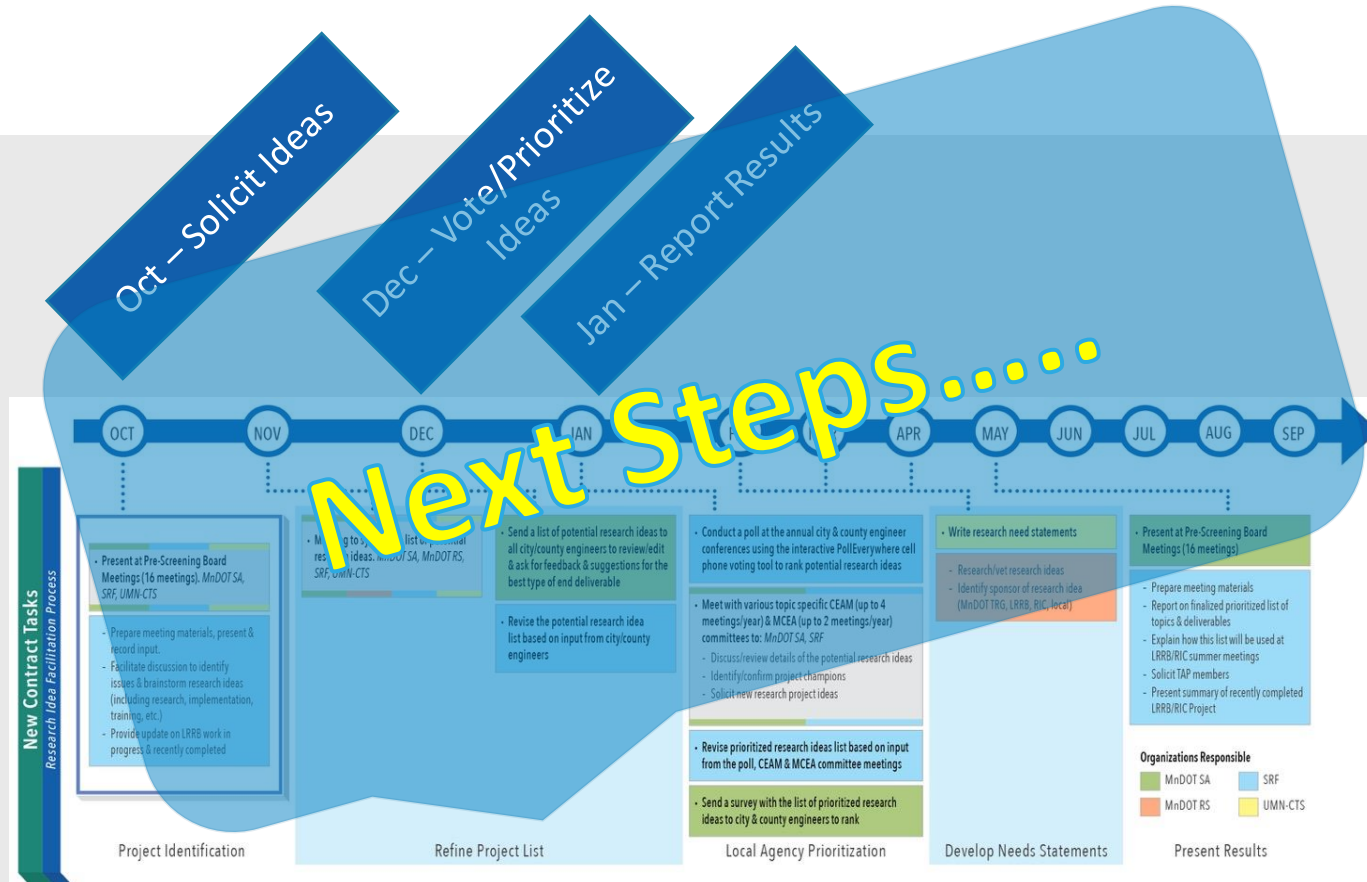 Oct – Solicit Ideas
Dec – Vote/Prioritize
Ideas
Jan – Report Results
Next Steps......
OCT
NOV
DEC
JAN
APR
MAY
JUN
JUL
AUG
SEP
New Contract Tasks
Research Idea Facilitation Process
• Present at Pre-Screening Board
Meetings (16 meetings). MnDOT SA,
SRF, UMN-CTS
- Prepare meeting materials, present &
record input.
- Facilitate discussion to identify
issues & brainstorm research ideas
(including research, implementation,
training, etc.)
- Provide update on LRRB work in
progress & recently completed
Project Identification
to list of
ideas. MnDOT SA, MnDOT RS,
SRF, UMN-CTS
• Send a list of potential research ideas to
all city/county engineers to review/edit
& ask for feedback & suggestions for the
best type of end deliverable
• Revise the potential research idea
list based on input from city/county
engineers
Refine Project List
• Conduct a poll at the annual city & county engineer
conferences using the interactive PollEverywhere cell
phone voting tool to rank potential research ideas
• Meet with various topic specific CEAM (up to 4
meetings/year) & MCEA (up to 2 meetings/year)
committees to: MnDOT SA, SRF
- Discuss/review details of the potential research ideas
- Identify/confirm project champions
- Solicit new research project ideas
• Revise prioritized research ideas list based on input
from the poll, CEAM & MCEA committee meetings
• Send a survey with the list of prioritized research
ideas to city & county engineers to rank
Local Agency Prioritization
• Write research need statements
- Research/vet research ideas
- Identify sponsor of research idea
(MnDOT TRG, LRRB, RIC, local)
Develop Needs Statements
• Present at Pre-Screening Board
Meetings (16 meetings)
- Prepare meeting materials
- Report on finalized prioritized list of
topics & deliverables
- Explain how this list will be used at
LRRB/RIC summer meetings
- Solicit TAP members
- Present summary of recently completed
LRRB/RIC Project
Organizations Responsible
MnDOT SA
SRF
MnDOT RS
UMN-CTS
Present Results